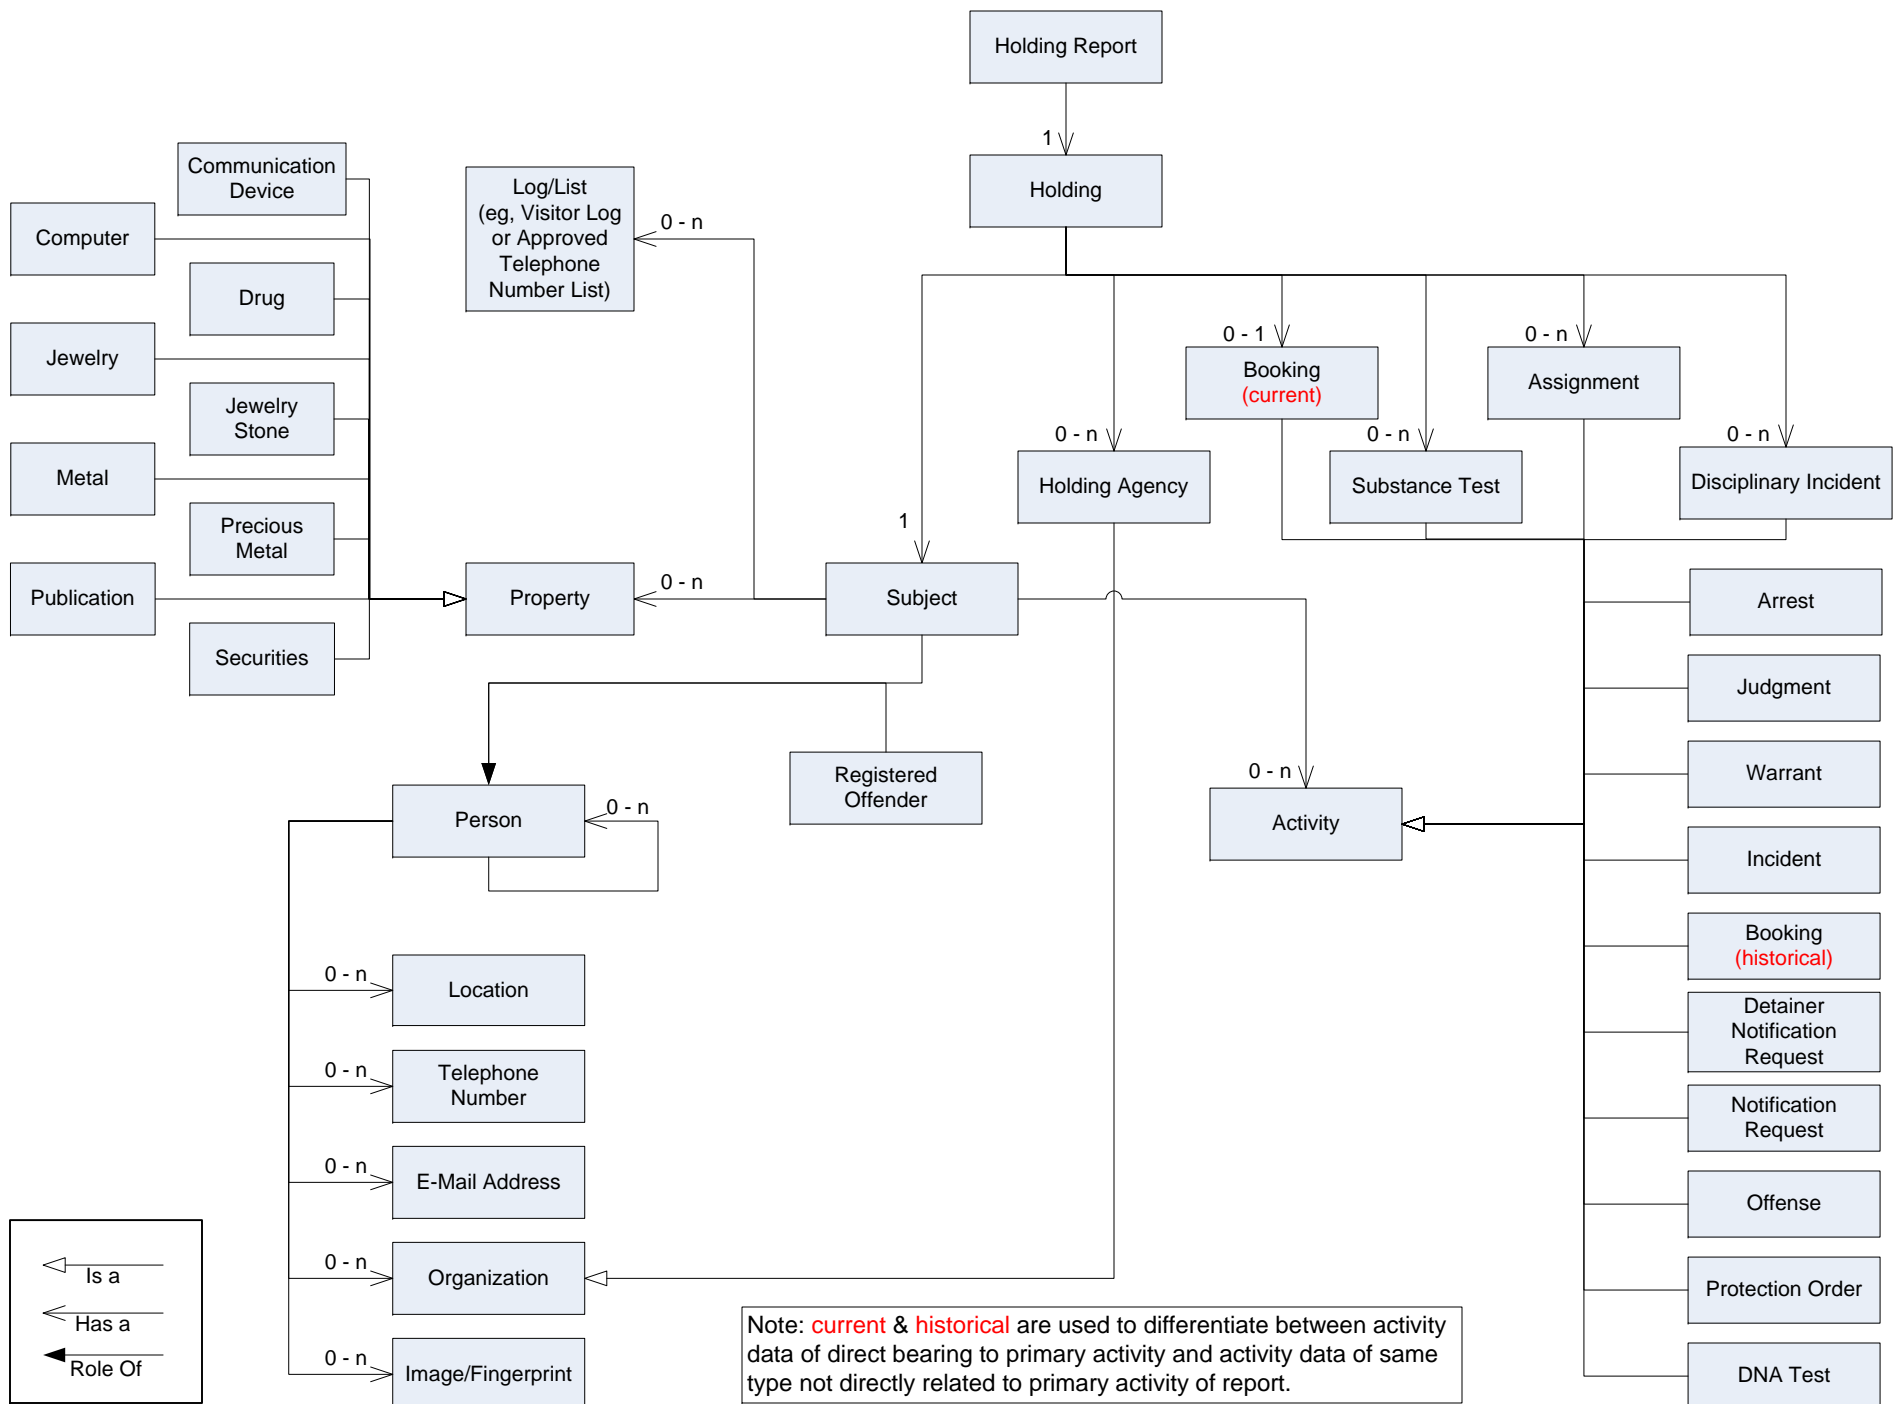 Holding Report
1
Holding
Communication
Device
Log/List
(eg, Visitor Log
or Approved
Telephone
Number List)
0 - n
Computer
Drug
Jewelry
Jewelry
Stone
Metal
Precious
Metal
Publication
Securities
Property
0 - n
Subject
1
0 - n
Holding Agency
0 - 1
Booking
(current)
0 - n
Substance Test
0 - n
Assignment
0 - n
Disciplinary Incident
Arrest
Judgment
Warrant
Incident
Booking
(historical)
Detainer
Notification
Request
Notification
Request
Offense
Protection Order
DNA Test
Registered
Offender
0 - n
Activity
Person
0 - n
0 - n
Location
0 - n
Telephone
Number
0 - n
E-Mail Address
0 - n
Organization
0 - n
Image/Fingerprint
Is a
Has a
Role Of
Note: current & historical are used to differentiate between activity
data of direct bearing to primary activity and activity data of same
type not directly related to primary activity of report.